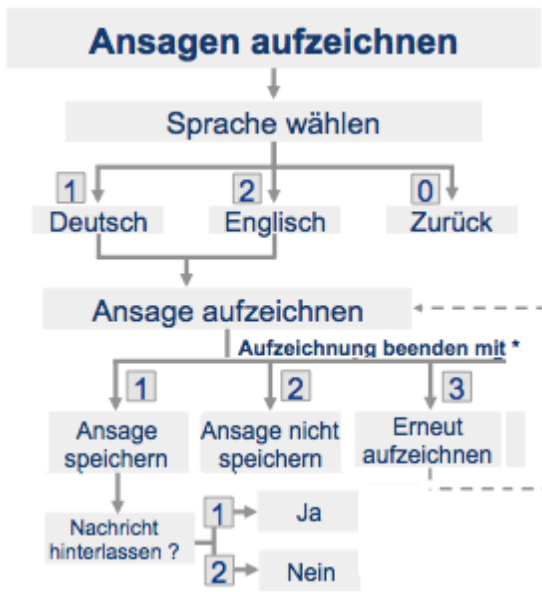 Ansagen aufzeichnen
Sprache wählen
1 2 0
Deutsch Englisch Zurück
Ansage aufzeichnen
Aufzeichnung beenden mit *
1 2 3
Ansage Ansage nicht Erneut
speichern speichern aufzeichnen
1 Ja
Nachricht
hinterlassen ?
2 Nein